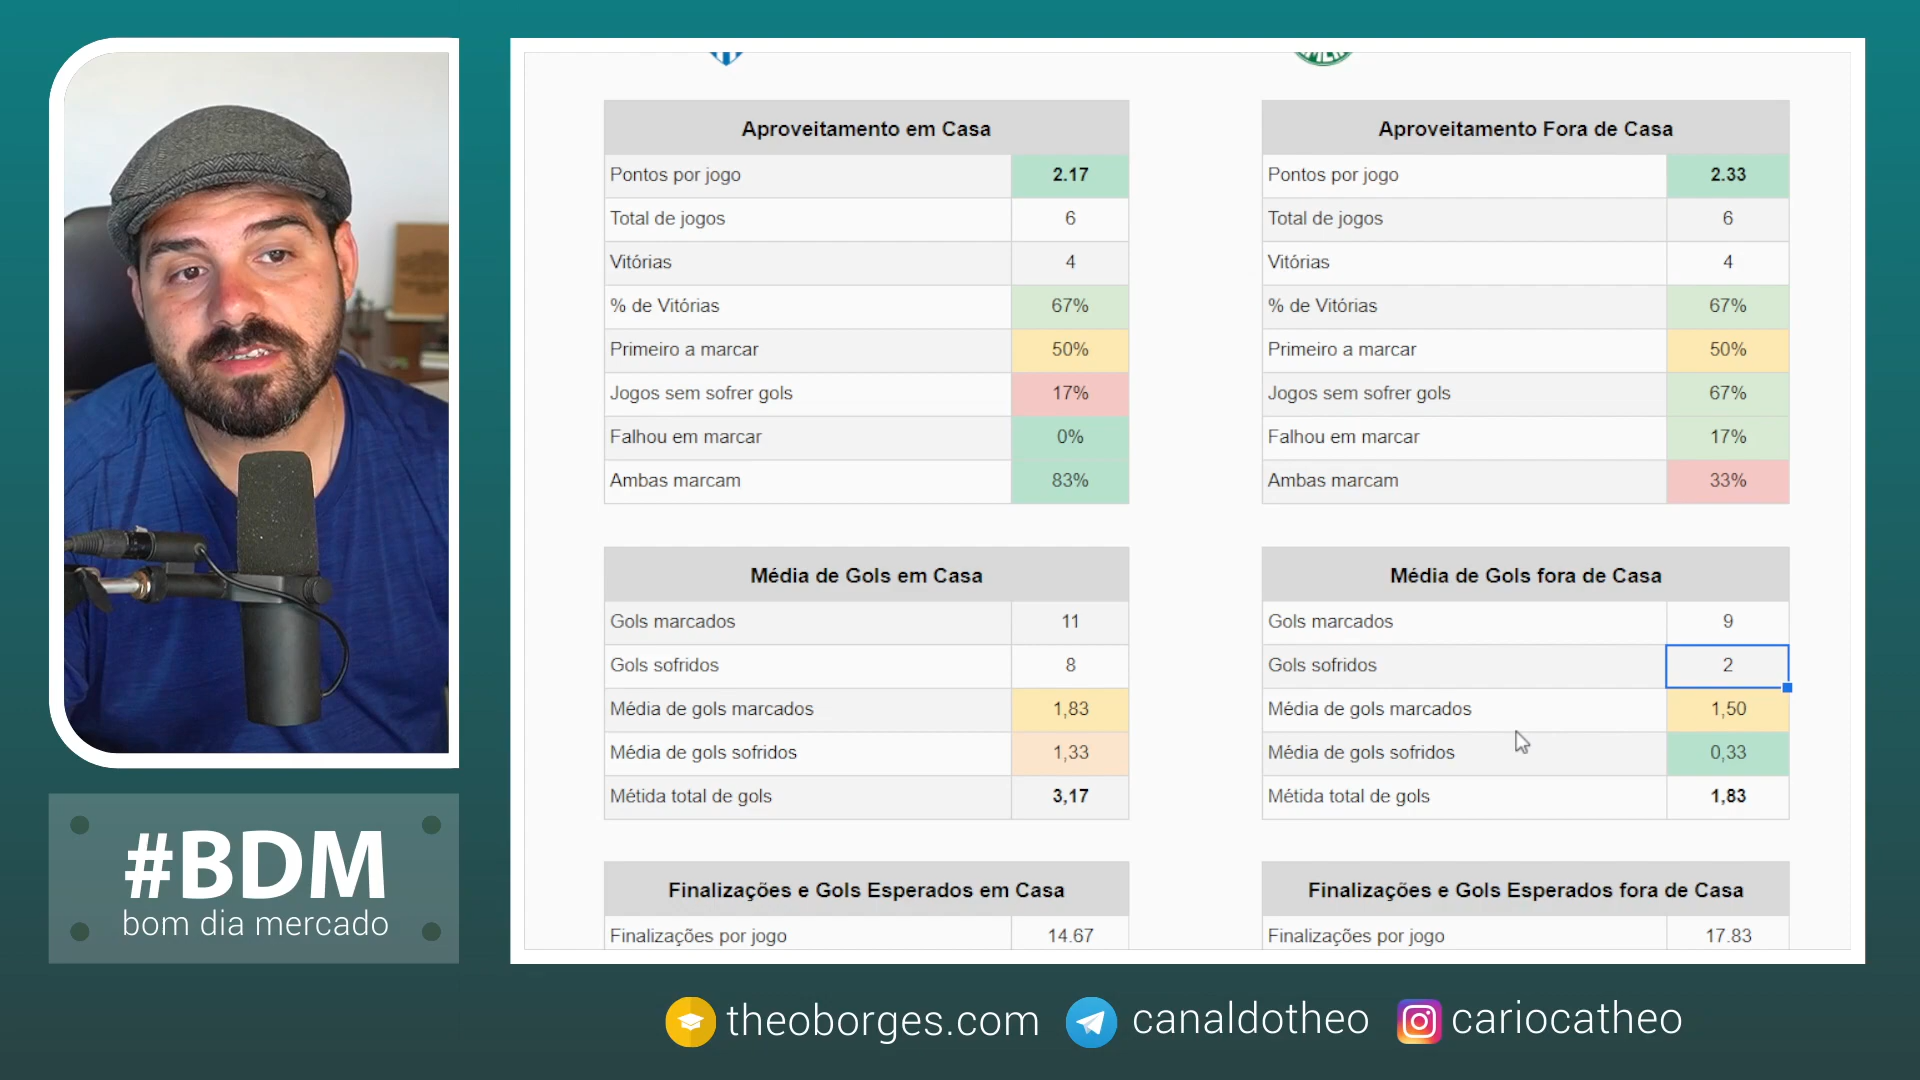 Aproveitamento em Casa
Pontos por jogo 2.17
Total de jogos 6
Vitórias 4
% de Vitórias 67%
Primeiro a marcar 50%
Jogos sem sofrer gols 17%
Falhou em marcar 0%
Ambas marcam 83%
Média de Gols em Casa
Gols marcados 11
Gols sofridos 8
Média de gols marcados 1,83
Média de gols sofridos 1,33
Métida total de gols 3,17
Finalizações e Gols Esperados em Casa
Finalizações por jogo 14.67
Aproveitamento Fora de Casa
Pontos por jogo 2.33
Total de jogos 6
Vitórias 4
% de Vitórias 67%
Primeiro a marcar 50%
Jogos sem sofrer gols 67%
Falhou em marcar 17%
Ambas marcam 33%
Média de Gols fora de Casa
Gols marcados 9
Gols sofridos 2
Média de gols marcados 1,50
Média de gols sofridos 0,33
Métida total de gols 1,83
Finalizações e Gols Esperados fora de Casa
Finalizações por jogo 17.83
#BDM
bom dia mercado
theoborges.com
canaldotheo
cariocatheo